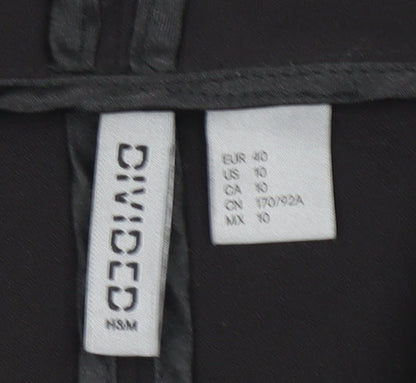 DIVIDED
H&M
EUR 40
US 10
CA 10
CN 170/92A
MX 10